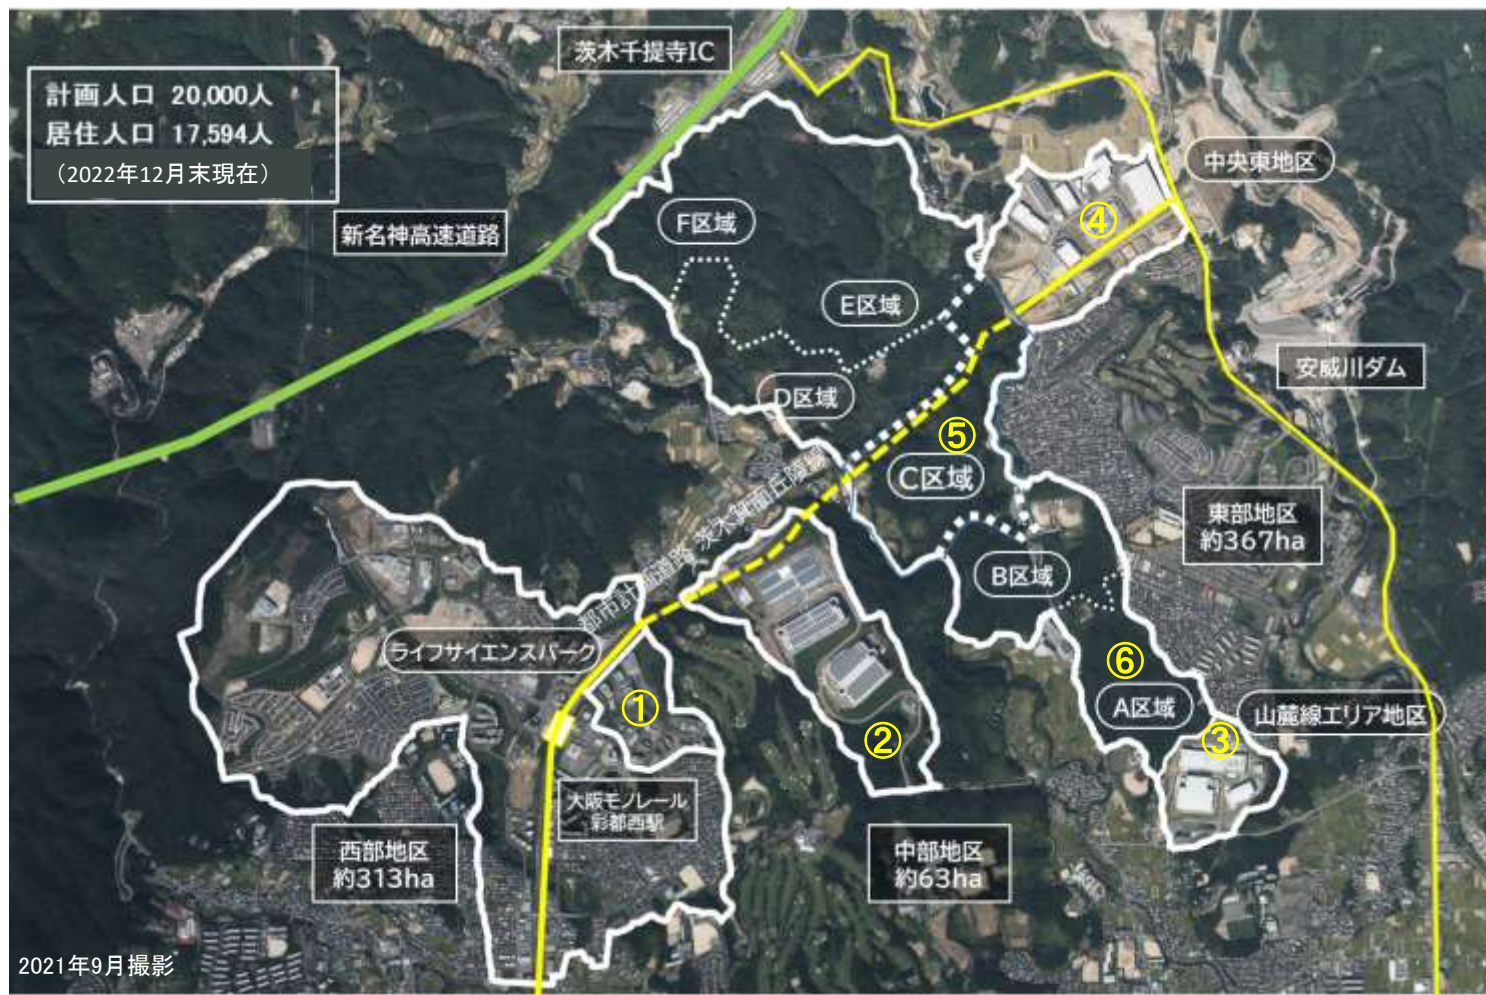 茨木千提寺IC
計画人口 20,000人
居住人口 17,594人
（2022年12月末現在）
新名神高速道路
中央東地区
F区域
④
E区域
安威川ダム
D区域
⑤
C区域
東部地区
約367ha
都市計画道路 茨木箕面丘陵線
B区域
ライフサイエンスパーク
⑥
A区域
山麓線エリア地区
①
②
③
大阪モノレール
彩都西駅
西部地区
約313ha
中部地区
約63ha
2021年9月撮影